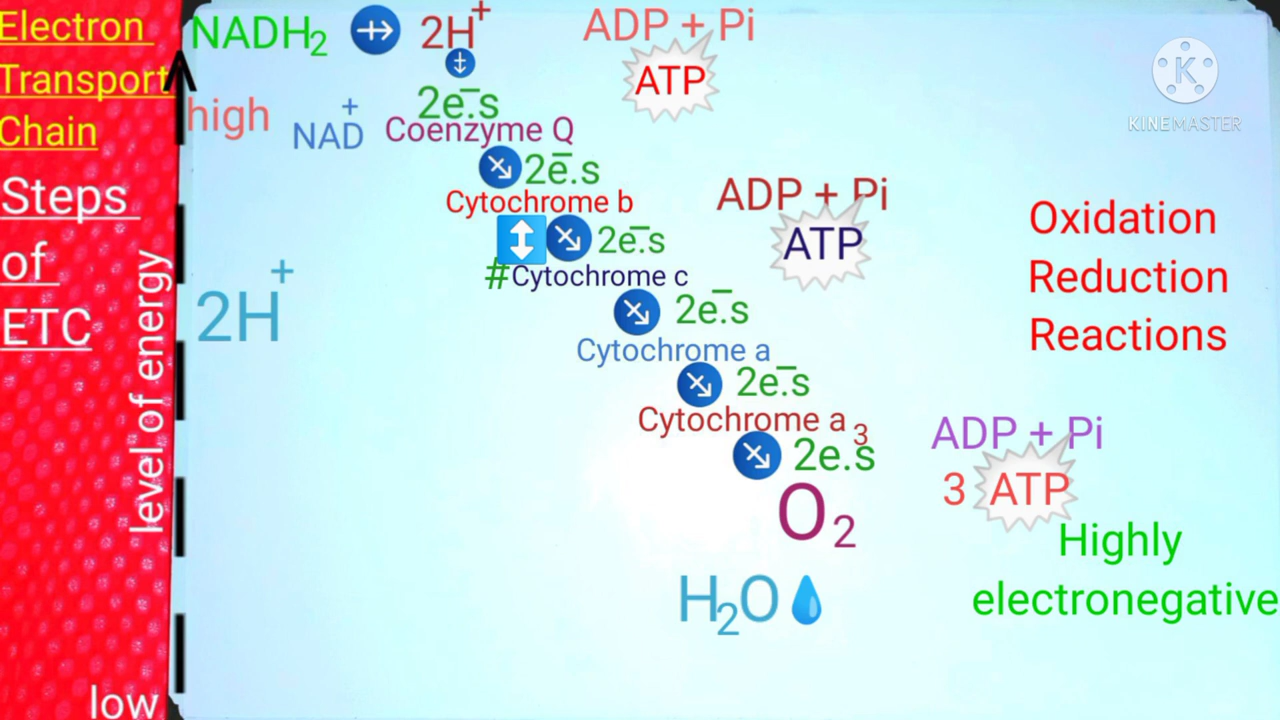 Electron
Transport
Chain
Steps
of
ETC
level of energy
high
low
NADH2 2H+
NAD+
2e-.s
Coenzyme Q
2e-.s
Cytochrome b
2e-.s
#Cytochrome c
2e-.s
Cytochrome a
2e-.s
Cytochrome a3
2e.s
O2
H2O
2H+
ADP + Pi
ATP
ADP + Pi
ATP
ADP + Pi
3 ATP
Oxidation
Reduction
Reactions
Highly
electronegative
K
KINEMASTER